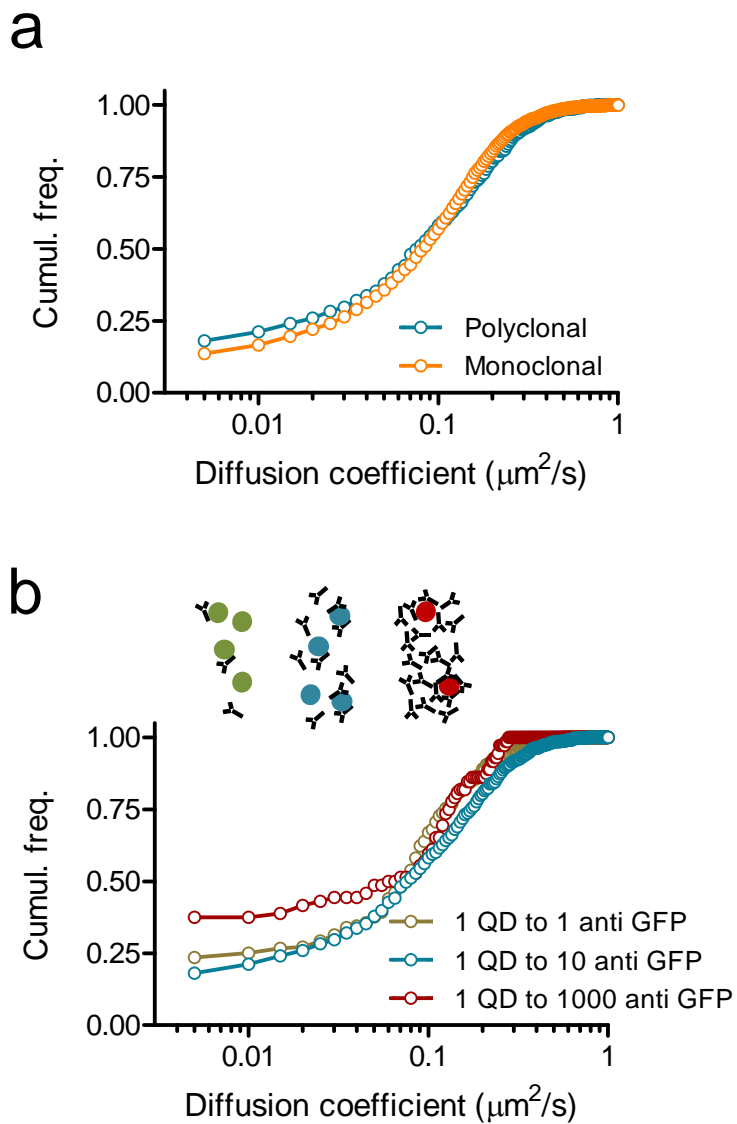 a
1.00
0.75
0.50
0.25
0.00
Cumul. freq.
Polyclonal
Monoclonal
0.01 0.1 1
Diffusion coefficient (μm²/s)
b
1.00
0.75
0.50
0.25
0.00
Cumul. freq.
1 QD to 1 anti GFP
1 QD to 10 anti GFP
1 QD to 1000 anti GFP
0.01 0.1 1
Diffusion coefficient (μm²/s)